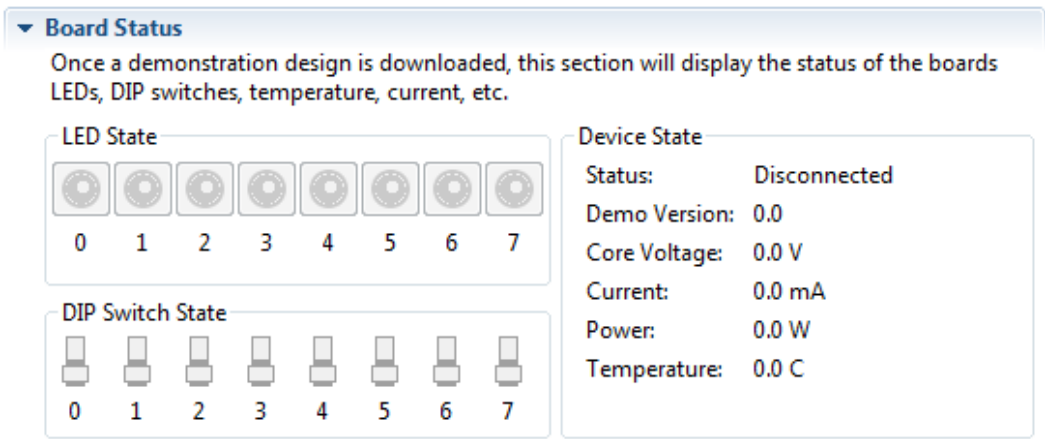 Board Status
Once a demonstration design is downloaded, this section will display the status of the boards
LEDs, DIP switches, temperature, current, etc.
LED State
0 1 2 3 4 5 6 7
DIP Switch State
0 1 2 3 4 5 6 7
Device State
Status: Disconnected
Demo Version: 0.0
Core Voltage: 0.0 V
Current: 0.0 mA
Power: 0.0 W
Temperature: 0.0 C